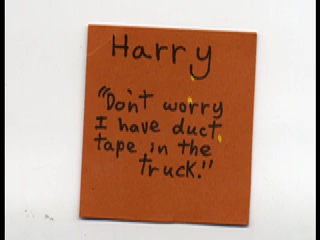 Harry
"Don't worry
I have duct
tape in the
truck."